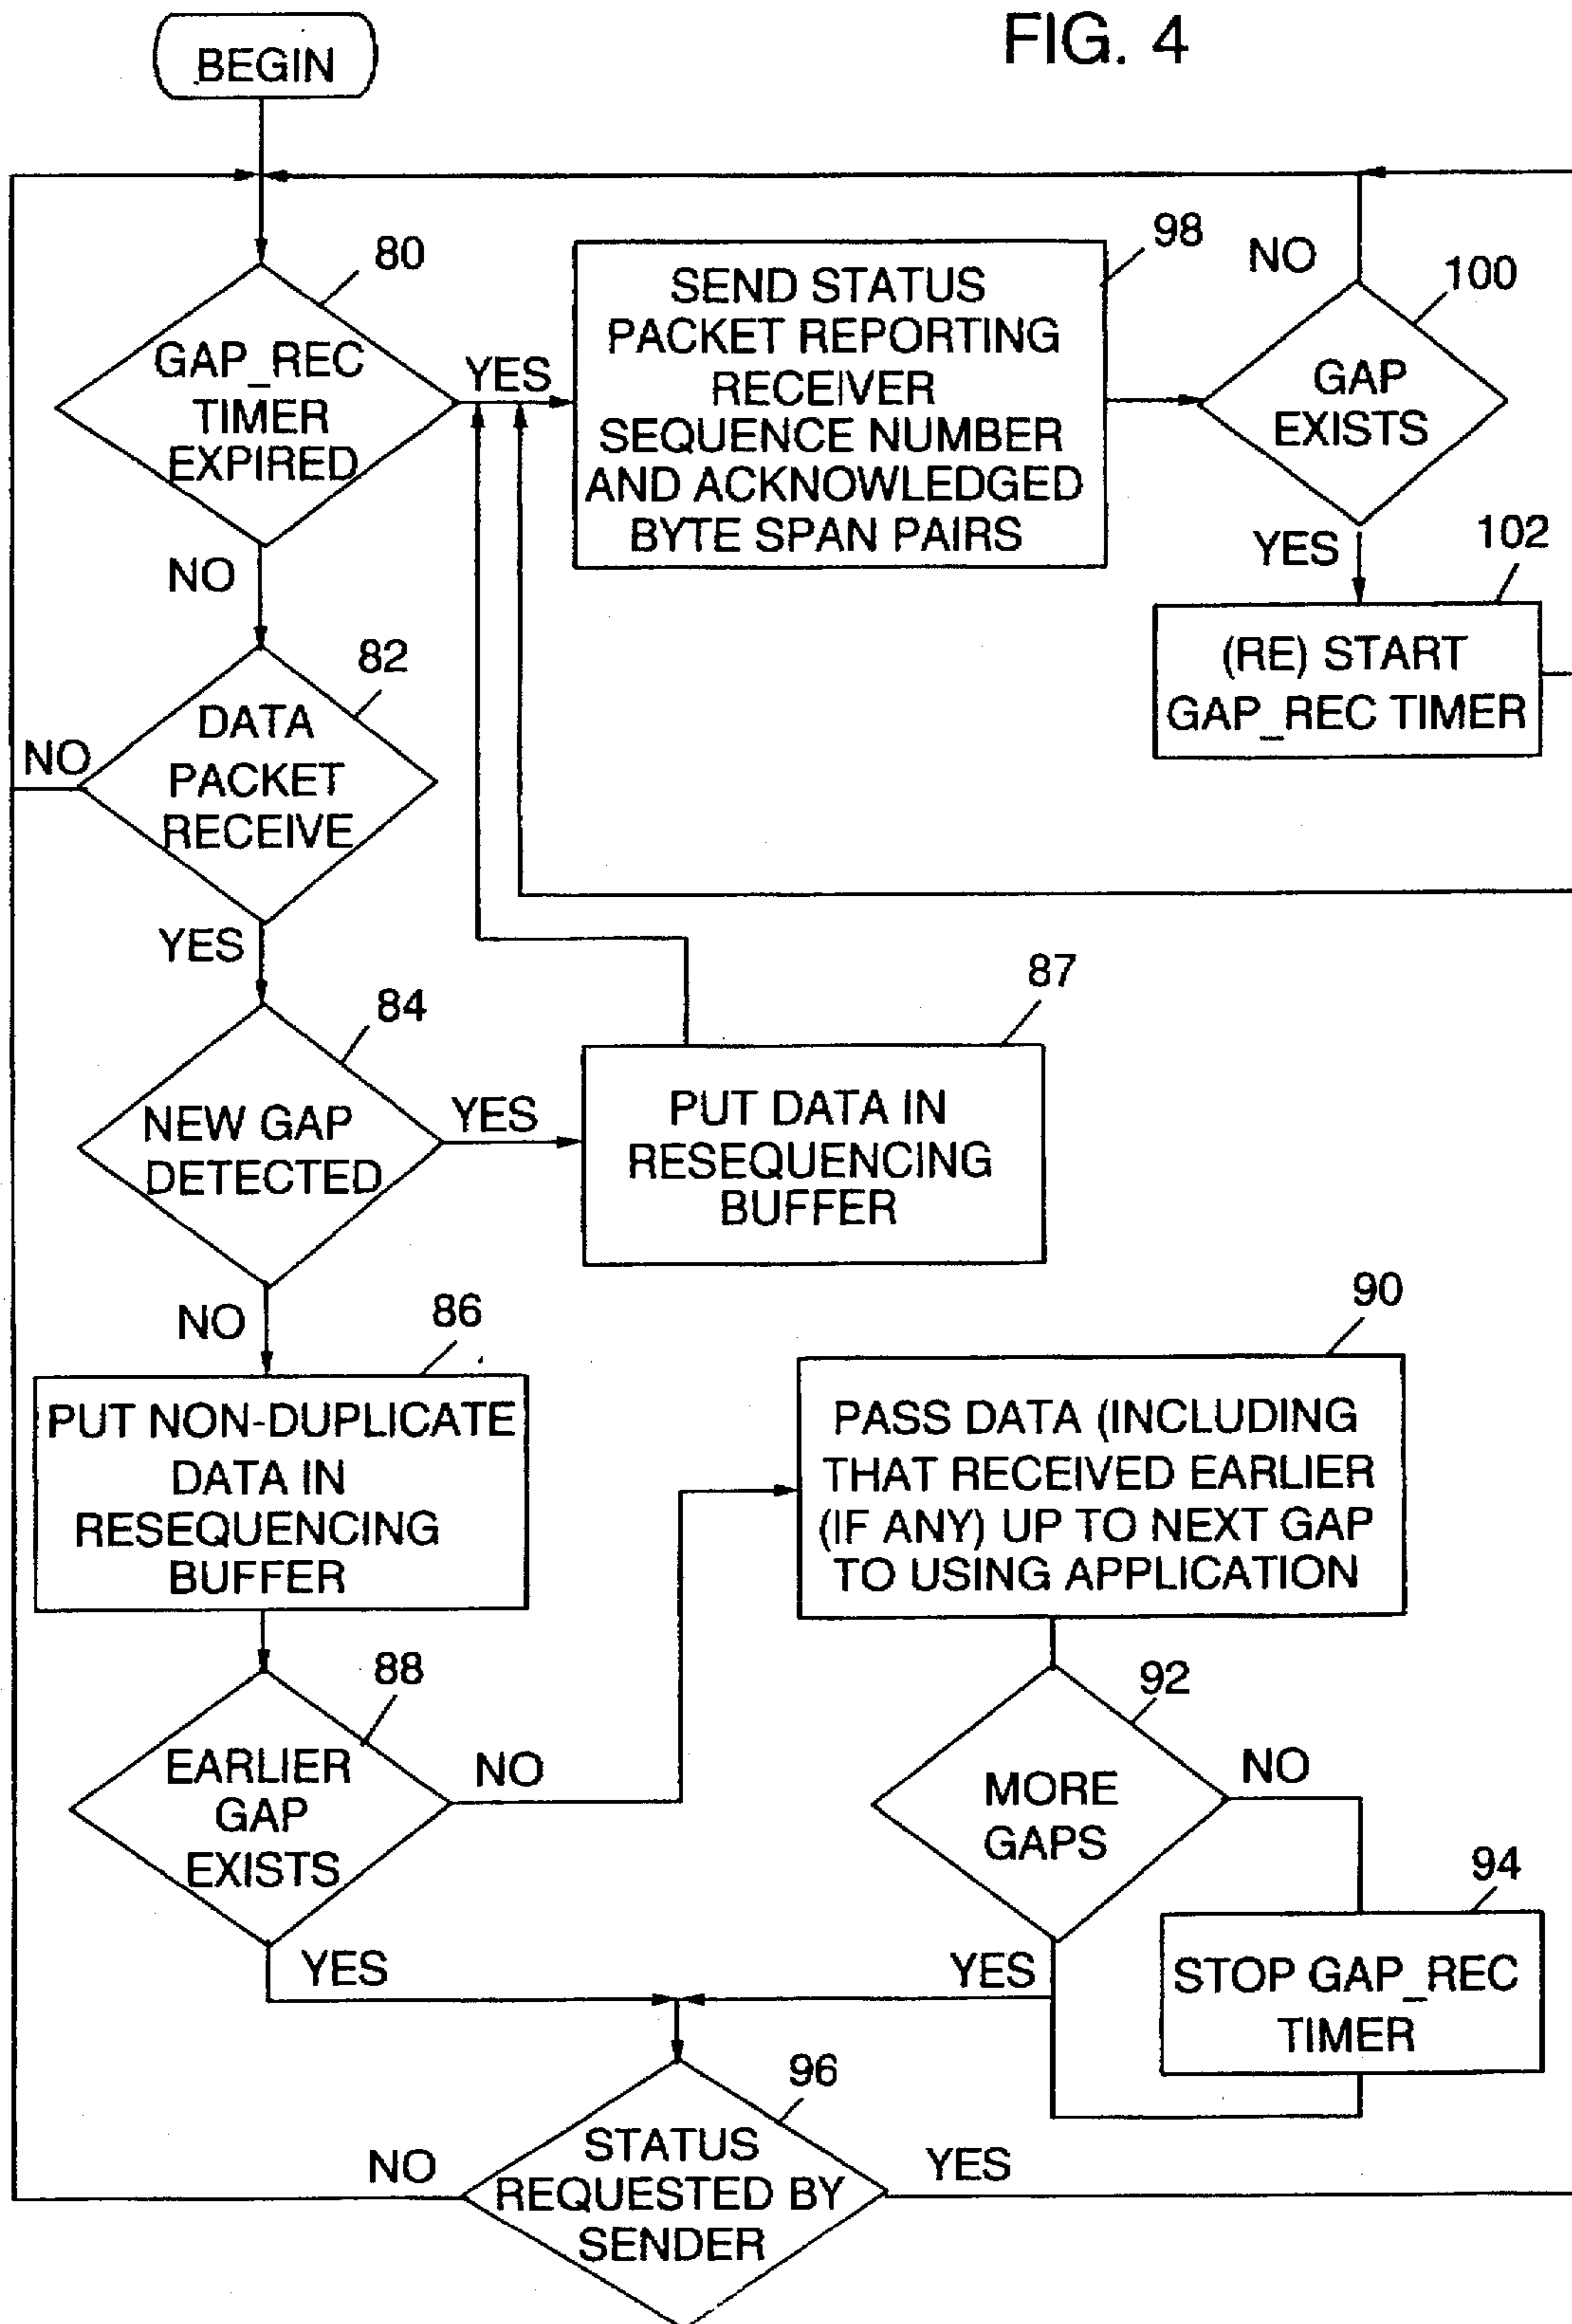 FIG. 4
BEGIN
80
GAP_REC
TIMER
EXPIRED
YES
NO
98
SEND STATUS
PACKET REPORTING
RECEIVER
SEQUENCE NUMBER
AND ACKNOWLEDGED
BYTE SPAN PAIRS
NO
100
GAP
EXISTS
YES
102
(RE) START
GAP_REC TIMER
82
DATA
PACKET
RECEIVE
NO
YES
84
NEW GAP
DETECTED
YES
87
PUT DATA IN
RESEQUENCING
BUFFER
NO
86
PUT NON-DUPLICATE
DATA IN
RESEQUENCING
BUFFER
88
EARLIER
GAP
EXISTS
NO
YES
90
PASS DATA (INCLUDING
THAT RECEIVED EARLIER
(IF ANY) UP TO NEXT GAP
TO USING APPLICATION
92
MORE
GAPS
NO
YES
94
STOP GAP_REC
TIMER
96
STATUS
REQUESTED BY
SENDER
NO
YES